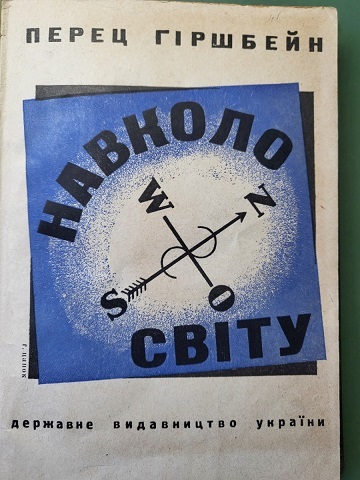 ПЕРЕЦ ГІРШБЕЙН
НАВКОЛО
W
N
S
O
СВІТУ
державне видавництво україни